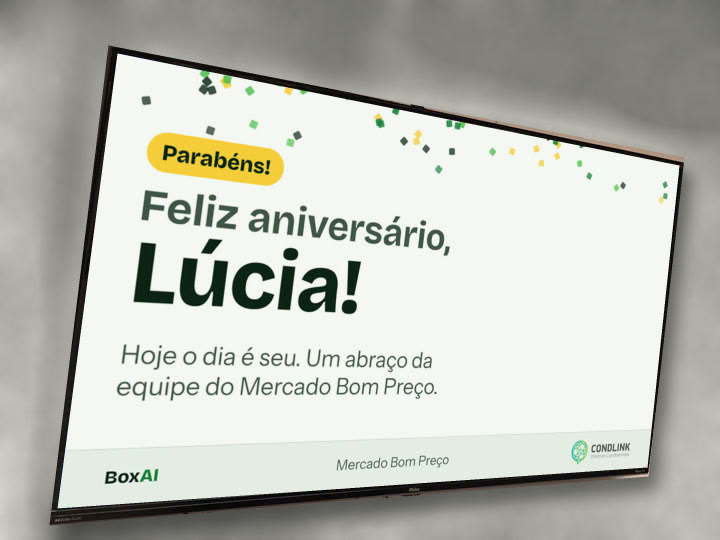 Parabéns!
Feliz aniversário,
Lúcia!
Hoje o dia é seu. Um abraço da
equipe do Mercado Bom Preço.
BoxAI
Mercado Bom Preço
CONDLINK